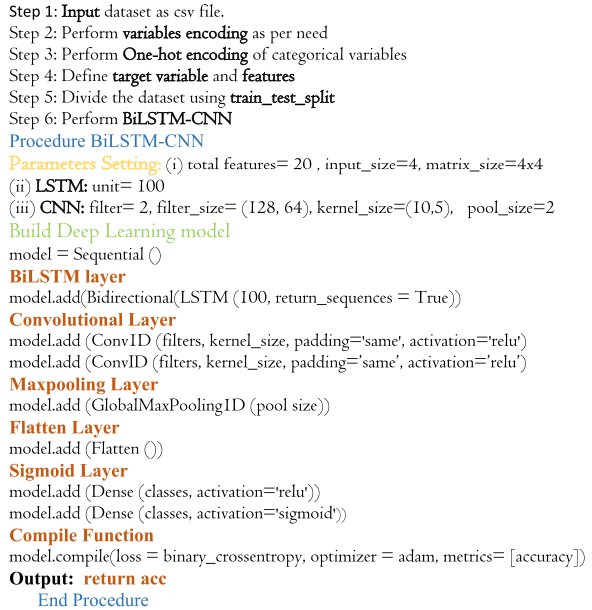 Step 1: Input dataset as csv file.
Step 2: Perform variables encoding as per need
Step 3: Perform One-hot encoding of categorical variables
Step 4: Define target variable and features
Step 5: Divide the dataset using train_test_split
Step 6: Perform BiLSTM-CNN
Procedure BiLSTM-CNN
Parameters Setting: (i) total features= 20 , input_size=4, matrix_size=4x4
(ii) LSTM: unit= 100
(iii) CNN: filter= 2, filter_size= (128, 64), kernel_size=(10,5), pool_size=2
Build Deep Learning model
model = Sequential ()
BiLSTM layer
model.add(Bidirectional(LSTM (100, return_sequences = True))
Convolutional Layer
model.add (Conv1D (filters, kernel_size, padding='same', activation='relu')
model.add (ConvID (filters, kernel_size, padding=’same’, activation=’relu’)
Maxpooling Layer
model.add (GlobalMaxPooling1D (pool size))
Flatten Layer
model.add (Flatten ())
Sigmoid Layer
model.add (Dense (classes, activation='relu'))
model.add (Dense (classes, activation='sigmoid'))
Compile Function
model.compile(loss = binary_crossentropy, optimizer = adam, metrics= [accuracy])
Output: return acc
End Procedure